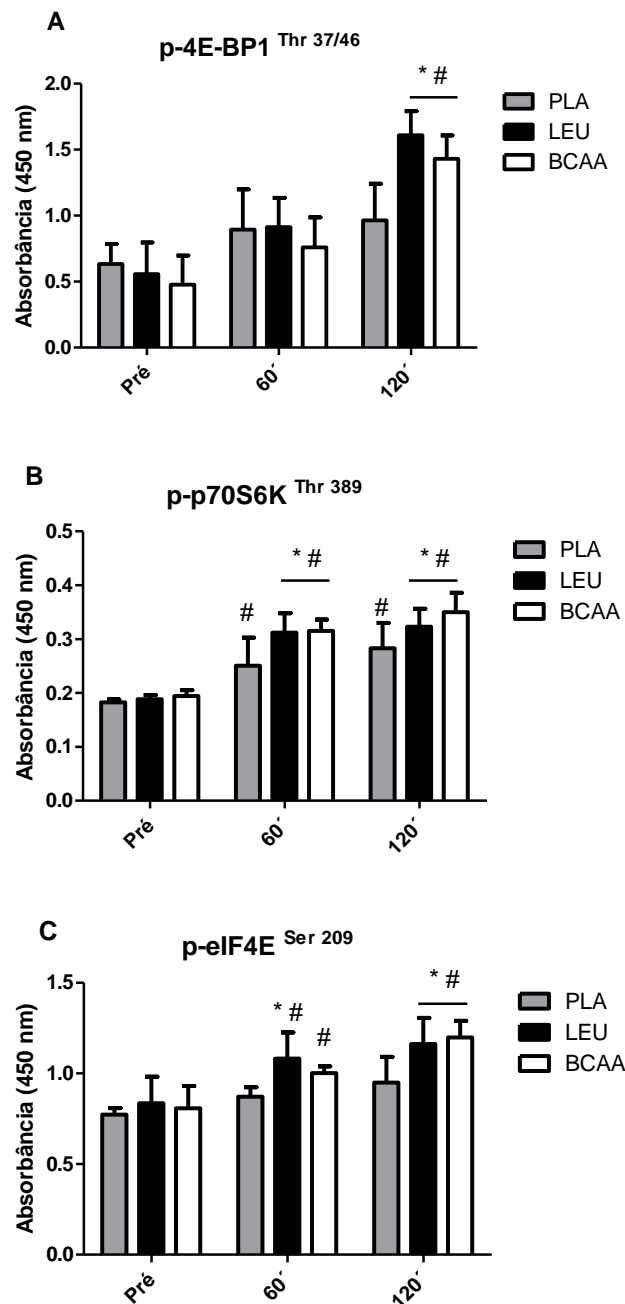 A
p-4E-BP1 Thr 37/46
* #
2.0
1.5
1.0
0.5
0.0
Absorbância (450 nm)
Pré
60´
120´
PLA
LEU
BCAA
B
p-p70S6K Thr 389
# * # # * #
0.5
0.4
0.3
0.2
0.1
0.0
Absorbância (450 nm)
Pré
60´
120´
PLA
LEU
BCAA
C
p-eIF4E Ser 209
* # # * #
1.5
1.0
0.5
0.0
Absorbância (450 nm)
Pré
60´
120´
PLA
LEU
BCAA